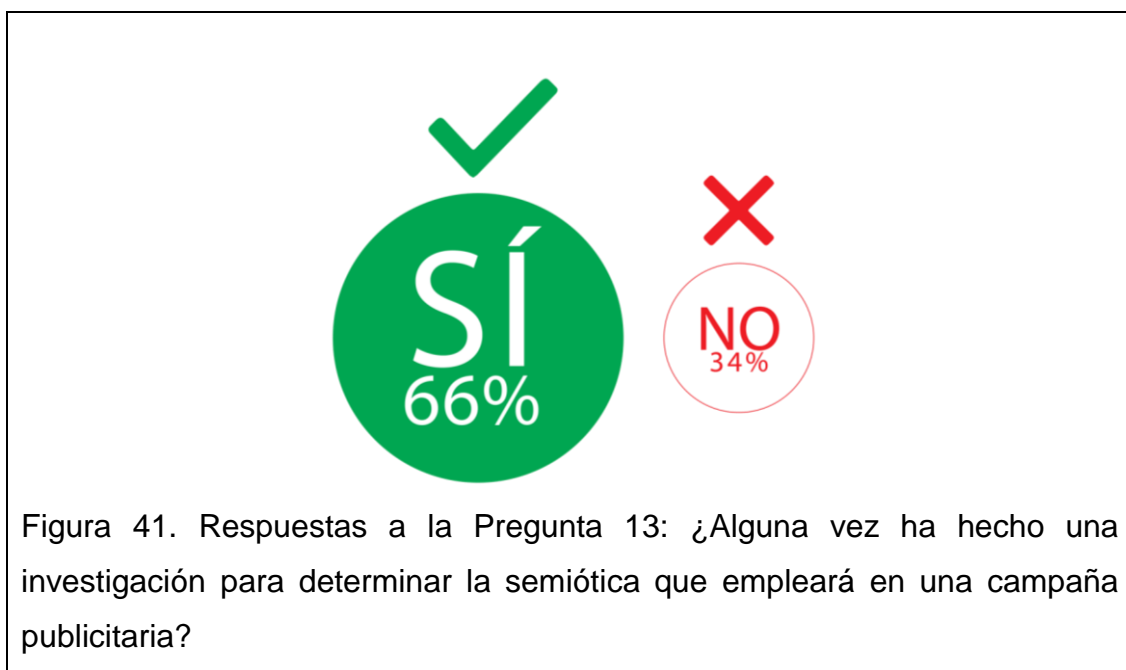 SÍ
66%
NO
34%
Figura 41. Respuestas a la Pregunta 13: ¿Alguna vez ha hecho una
investigación para determinar la semiótica que empleará en una campaña
publicitaria?